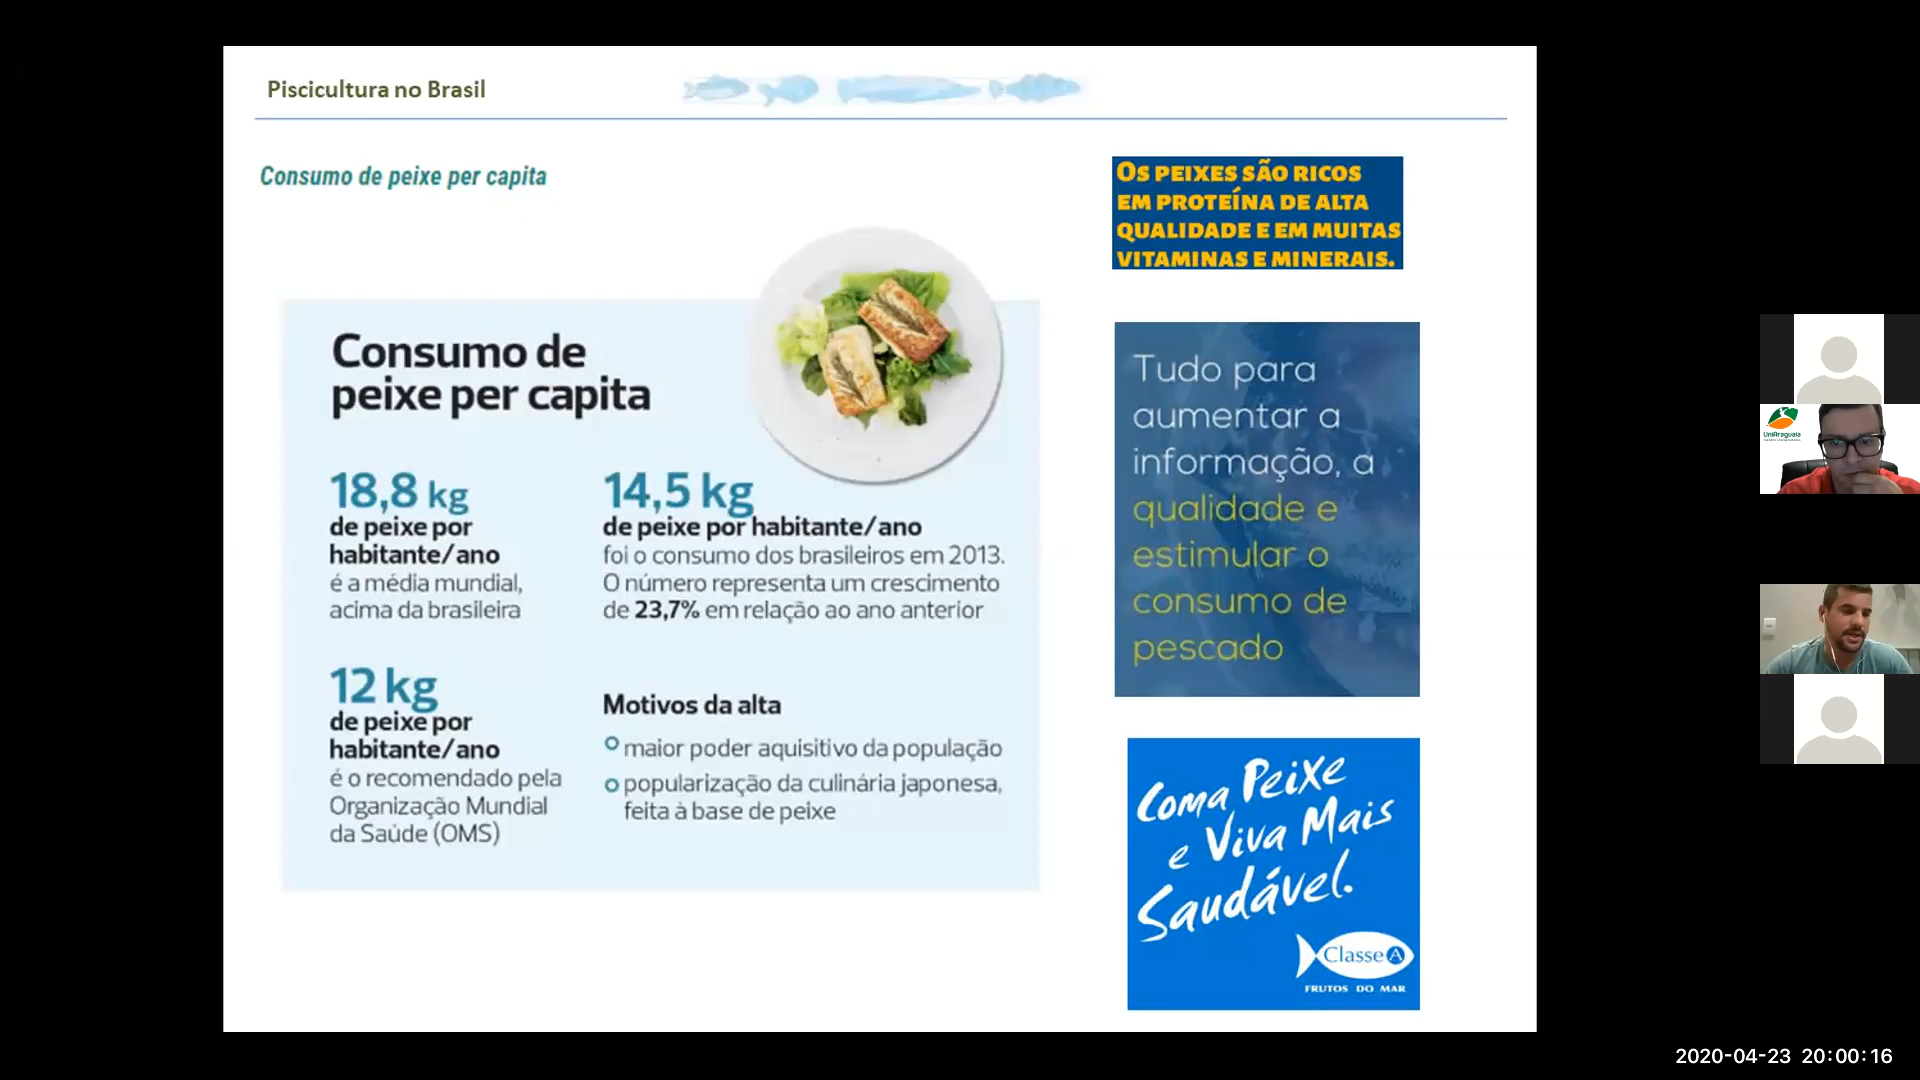 Piscicultura no Brasil
Consumo de peixe per capita
Consumo de
peixe per capita
18,8 kg
de peixe por
habitante/ano
é a média mundial,
acima da brasileira
14,5 kg
de peixe por habitante/ano
foi o consumo dos brasileiros em 2013.
O número representa um crescimento
de 23,7% em relação ao ano anterior
12 kg
de peixe por
habitante/ano
é o recomendado pela
Organização Mundial
da Saúde (OMS)
Motivos da alta
maior poder aquisitivo da população
popularização da culinária japonesa,
feita à base de peixe
OS PEIXES SÃO RICOS
EM PROTEÍNA DE ALTA
QUALIDADE E EM MUITAS
VITAMINAS E MINERAIS.
Tudo para
aumentar a
informação, a
qualidade e
estimular o
consumo de
pescado
Coma Peixe
e Viva Mais
Saudável.
Classe A
FRUTOS DO MAR
UniAraguaia
2020-04-23 20:00:16